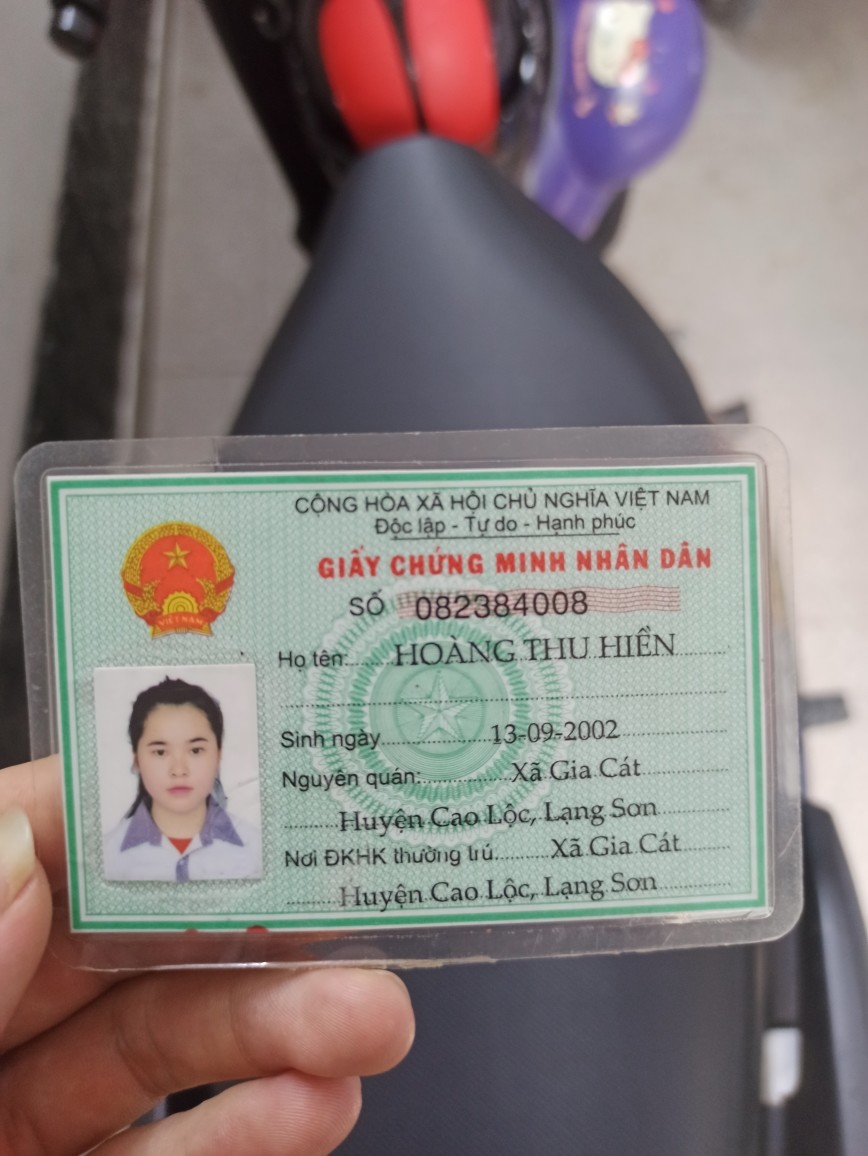 CỘNG HÒA XÃ HỘI CHỦ NGHĨA VIỆT NAM
Độc lập - Tự do - Hạnh phúc
GIẤY CHỨNG MINH NHÂN DÂN
SỐ 082384008
Họ tên: HOÀNG THU HIỀN
Sinh ngày 13-09-2002
Nguyên quán: Xã Gia Cát
Huyện Cao Lộc, Lạng Sơn
Nơi ĐKHK thường trú Xã Gia Cát
Huyện Cao Lộc, Lạng Sơn
VIỆT NAM